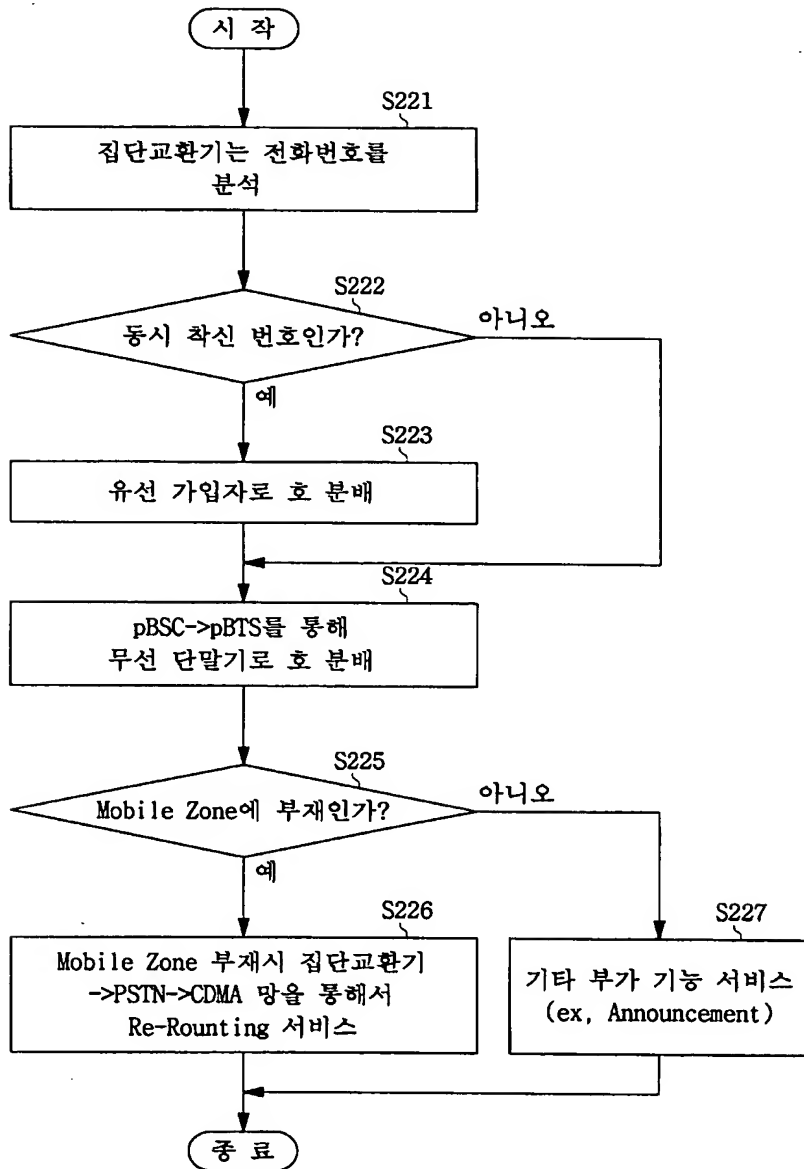 시 작
S221
집단교환기는 전화번호를
분석
S222
동시 착신 번호인가?
아니오
예
S223
유선 가입자로 호 분배
S224
pBSC->pBTS를 통해
무선 단말기로 호 분배
S225
Mobile Zone에 부재인가?
아니오
예
S226
Mobile Zone 부재시 집단교환기
->PSTN->CDMA 망을 통해서
Re-Rounting 서비스
S227
기타 부가 기능 서비스
(ex, Announcement)
종 료